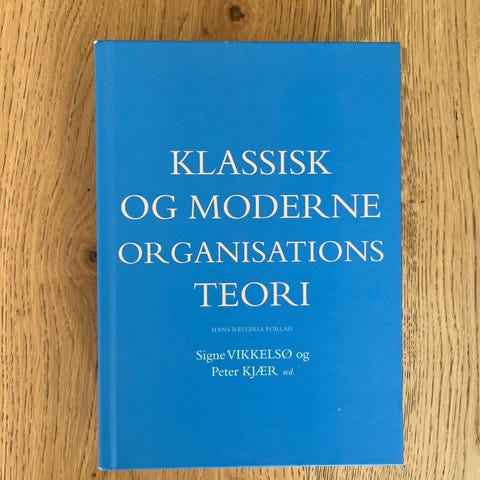 KLASSISK
OG MODERNE
ORGANISATIONS
TEORI
HANS REITZELS FORLAG
Signe VIKKELSØ og
Peter KJÆR red.